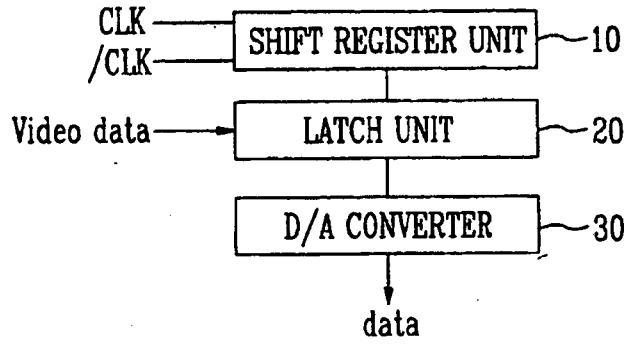 CLK
/CLK
SHIFT REGISTER UNIT
10
Video data
LATCH UNIT
20
D/A CONVERTER
30
data